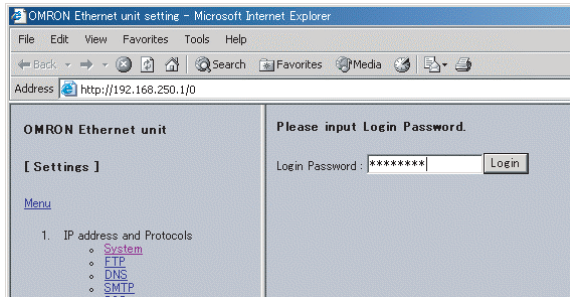 OMRON Ethernet unit setting - Microsoft Internet Explorer
File Edit View Favorites Tools Help
Back Search Favorites Media
Address http://192.168.250.1/0
OMRON Ethernet unit
[ Settings ]
Menu
1. IP address and Protocols
System
FTP
DNS
SMTP
Please input Login Password.
Login Password : ******** Login